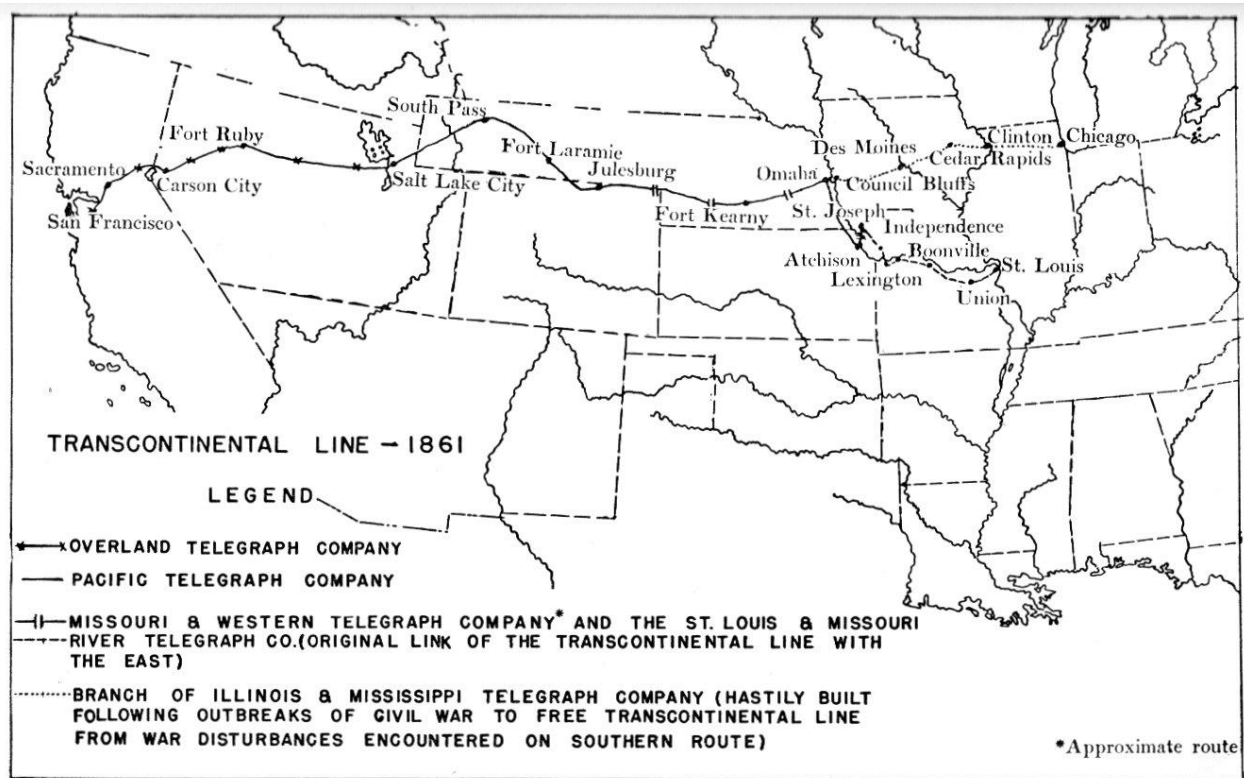 South Pass
Fort Ruby
Clinton
Chicago
Des Moines
Fort Laramie
Cedar Rapids
Sacramento
Julesburg
Omaha
Carson City
Salt Lake City
Council Bluffs
San Francisco
Fort Kearny
St. Joseph
Independence
Atchison
Boonville
Lexington
St. Louis
Union
TRANSCONTINENTAL LINE – 1861
LEGEND
OVERLAND TELEGRAPH COMPANY
PACIFIC TELEGRAPH COMPANY
MISSOURI & WESTERN TELEGRAPH COMPANY* AND THE ST. LOUIS & MISSOURI
RIVER TELEGRAPH CO. (ORIGINAL LINK OF THE TRANSCONTINENTAL LINE WITH
THE EAST)
BRANCH OF ILLINOIS & MISSISSIPPI TELEGRAPH COMPANY (HASTILY BUILT
FOLLOWING OUTBREAKS OF CIVIL WAR TO FREE TRANSCONTINENTAL LINE
FROM WAR DISTURBANCES ENCOUNTERED ON SOUTHERN ROUTE)
*Approximate route